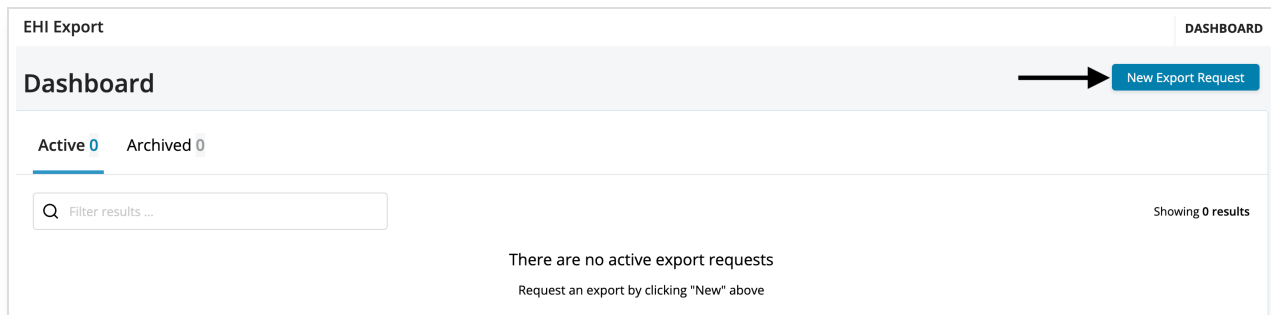 EHI Export
DASHBOARD
Dashboard
New Export Request
Active 0
Archived 0
Filter results ...
Showing 0 results
There are no active export requests
Request an export by clicking "New" above